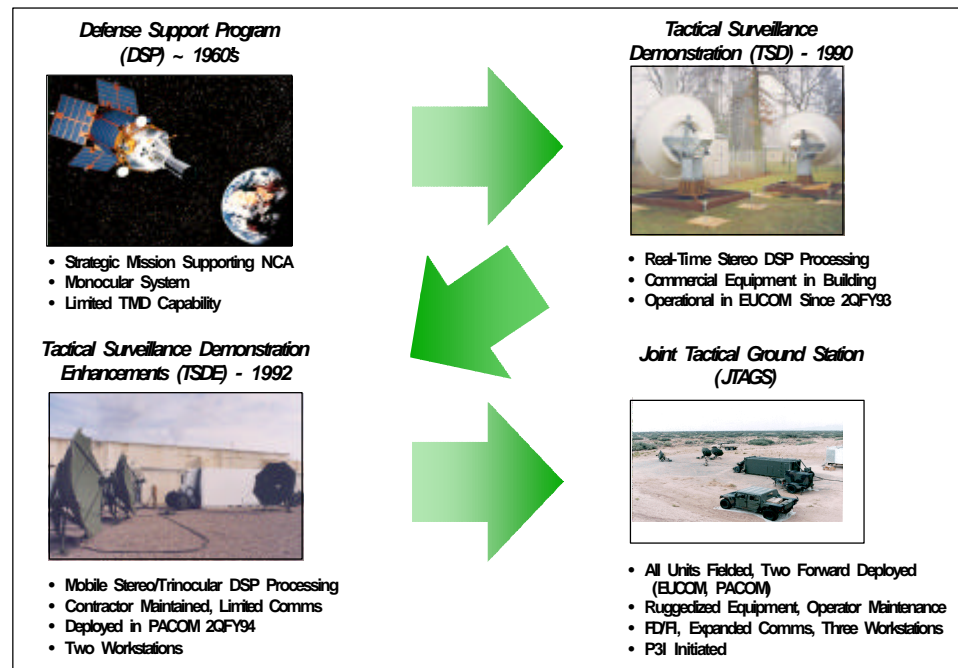 Defense Support Program
(DSP) ~ 1960's
• Strategic Mission Supporting NCA
• Monocular System
• Limited TMD Capability
Tactical Surveillance
Demonstration (TSD) - 1990
• Real-Time Stereo DSP Processing
• Commercial Equipment in Building
• Operational in EUCOM Since 2QFY93
Tactical Surveillance Demonstration
Enhancements (TSDE) - 1992
• Mobile Stereo/Trinocular DSP Processing
• Contractor Maintained, Limited Comms
• Deployed in PACOM 2QFY94
• Two Workstations
Joint Tactical Ground Station
(JTAGS)
• All Units Fielded, Two Forward Deployed
(EUCOM, PACOM)
• Ruggedized Equipment, Operator Maintenance
• FD/FI, Expanded Comms, Three Workstations
• P3I Initiated